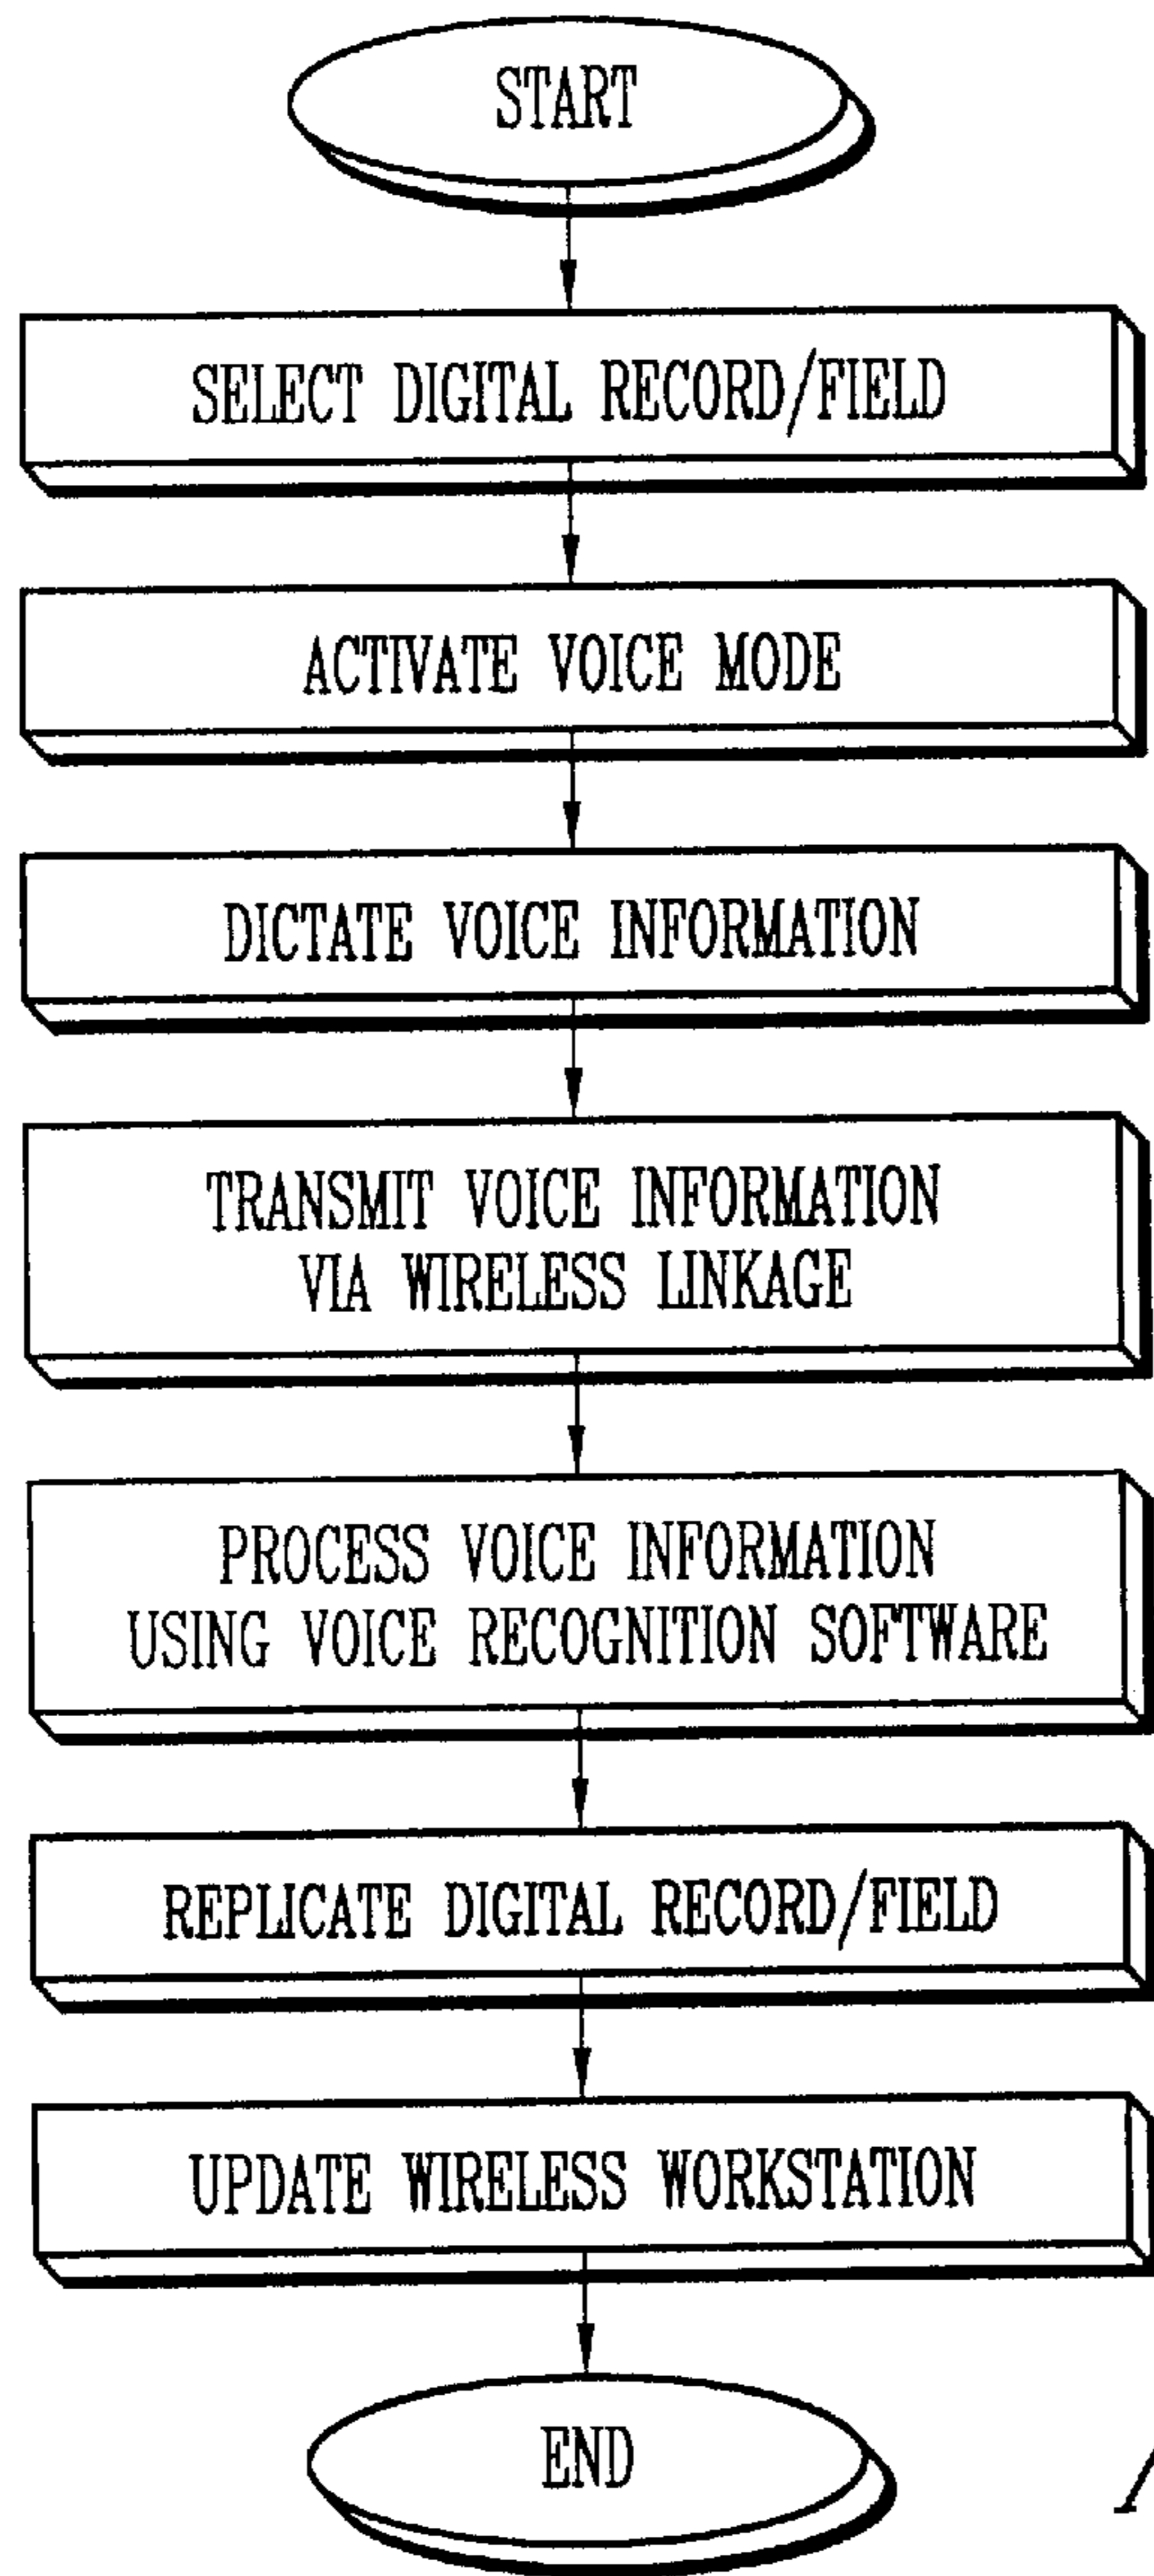 START
SELECT DIGITAL RECORD/FIELD
ACTIVATE VOICE MODE
DICTATE VOICE INFORMATION
TRANSMIT VOICE INFORMATION
VIA WIRELESS LINKAGE
PROCESS VOICE INFORMATION
USING VOICE RECOGNITION SOFTWARE
REPLICATE DIGITAL RECORD/FIELD
UPDATE WIRELESS WORKSTATION
END